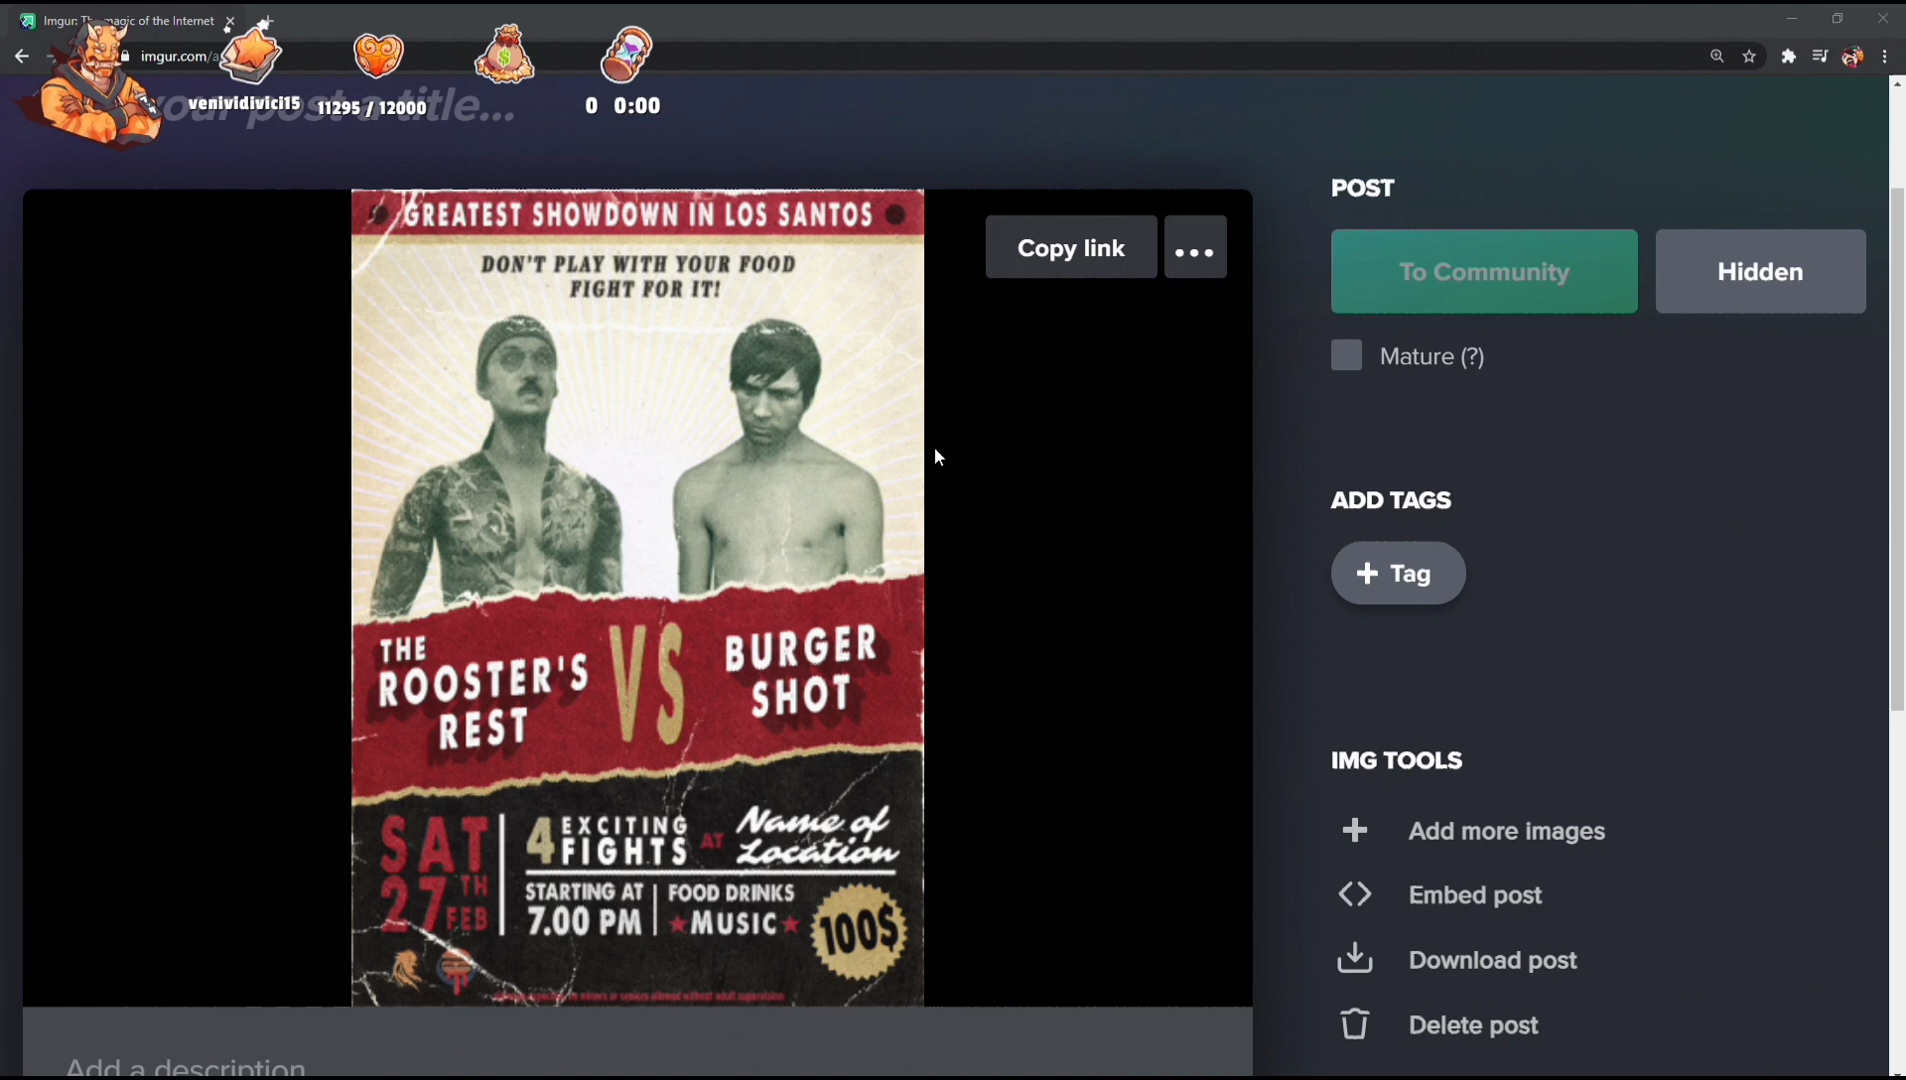 Imgur: The magic of the Internet
imgur.com/a
venividivici15
11295 / 12000
0 0:00
your post a title...
GREATEST SHOWDOWN IN LOS SANTOS
DON'T PLAY WITH YOUR FOOD
FIGHT FOR IT!
THE
ROOSTER'S
REST
VS
BURGER
SHOT
SAT
27TH
FEB
4 EXCITING
FIGHTS
AT
Name of
Location
STARTING AT
7.00 PM
FOOD DRINKS
MUSIC
100$
Copy link
...
Add a description
POST
To Community
Hidden
Mature (?)
ADD TAGS
+ Tag
IMG TOOLS
Add more images
Embed post
Download post
Delete post